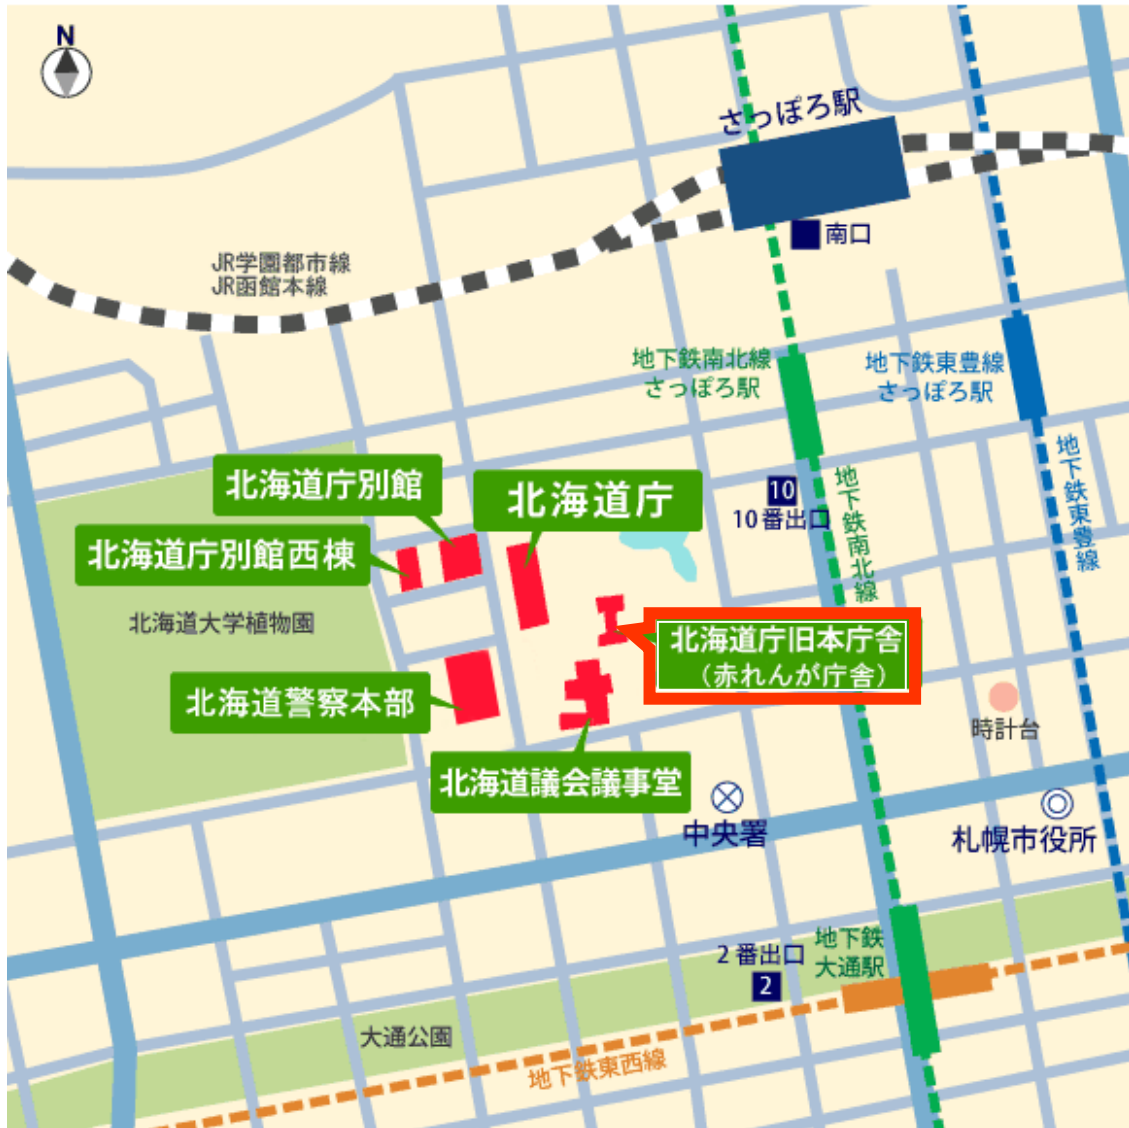 N
さっぽろ駅
南口
JR学園都市線
JR函館本線
地下鉄南北線
さっぽろ駅
地下鉄東豊線
さっぽろ駅
地下鉄東豊線
地下鉄南北線
10
10番出口
北海道庁別館
北海道庁
北海道庁別館西棟
北海道大学植物園
北海道庁旧本庁舎
（赤れんが庁舎）
北海道警察本部
時計台
北海道議会議事堂
中央署
札幌市役所
2番出口
2
地下鉄
大通駅
大通公園
地下鉄東西線